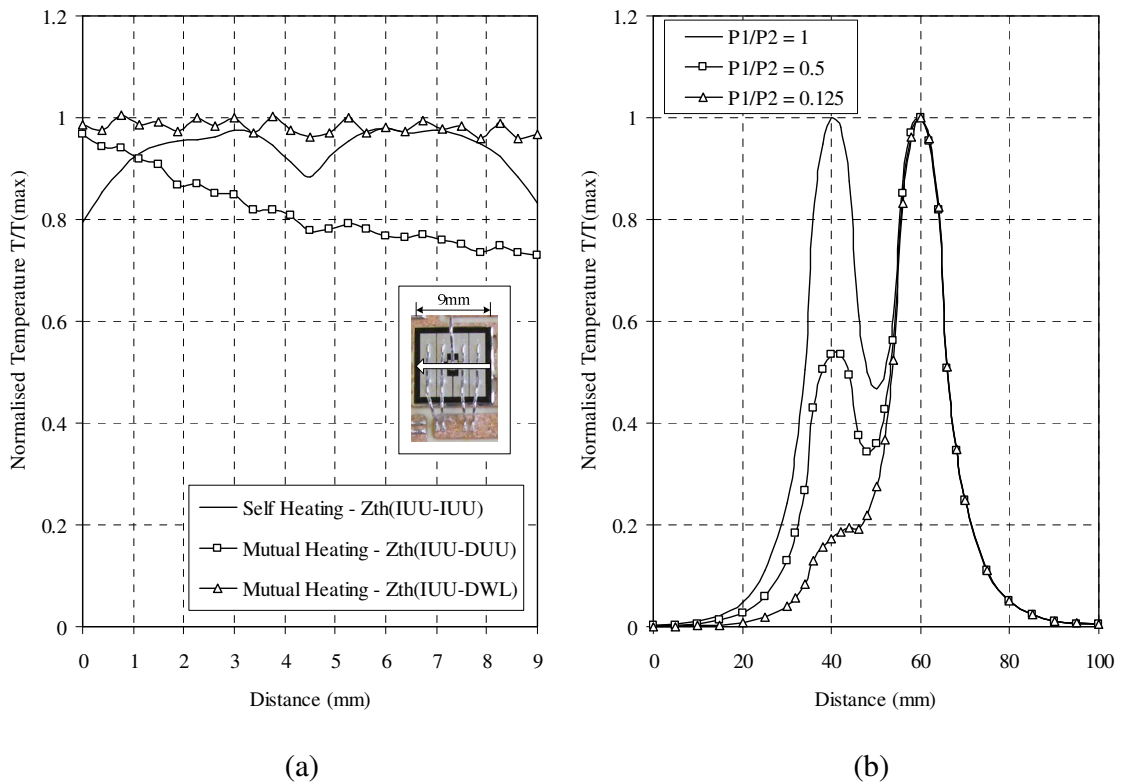 1.2
1
0.8
0.6
0.4
0.2
0
Normalised Temperature T/T(max)
9mm
Self Heating - Zth(IUU-IUU)
Mutual Heating - Zth(IUU-DUU)
Mutual Heating - Zth(IUU-DWL)
0 1 2 3 4 5 6 7 8 9
Distance (mm)
(a)
1.2
1
0.8
0.6
0.4
0.2
0
Normalised Temperature T/T(max)
P1/P2 = 1
P1/P2 = 0.5
P1/P2 = 0.125
0 20 40 60 80 100
Distance (mm)
(b)